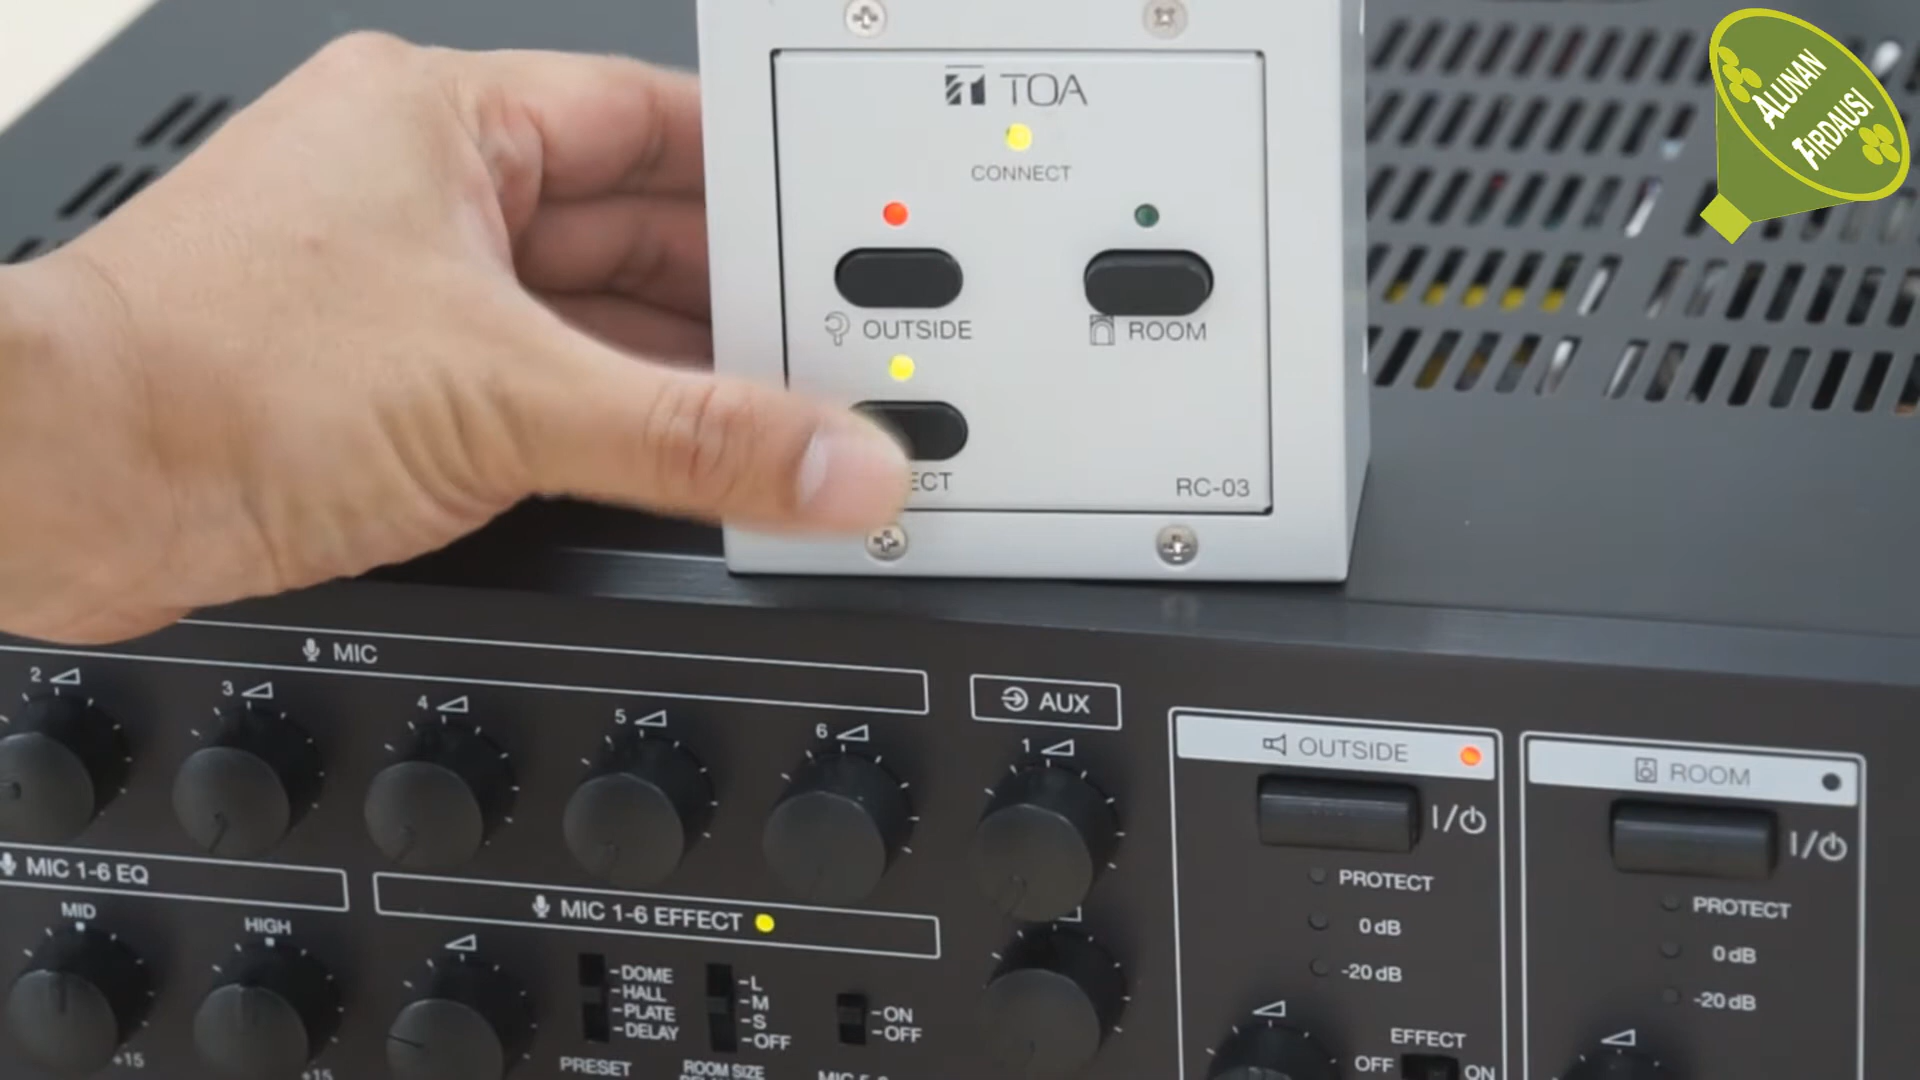 ALUNAN
FIRDAUSI
TOA
CONNECT
OUTSIDE
ROOM
ECT
RC-03
MIC
2
3
4
5
6
AUX
1
OUTSIDE
ROOM
PROTECT
0 dB
-20 dB
PROTECT
0 dB
-20 dB
MIC 1-6 EQ
MID
HIGH
+15
+15
MIC 1-6 EFFECT
-DOME
-HALL
-PLATE
-DELAY
PRESET
-L
-M
-S
-OFF
ROOM SIZE
-ON
-OFF
EFFECT
OFF
ON